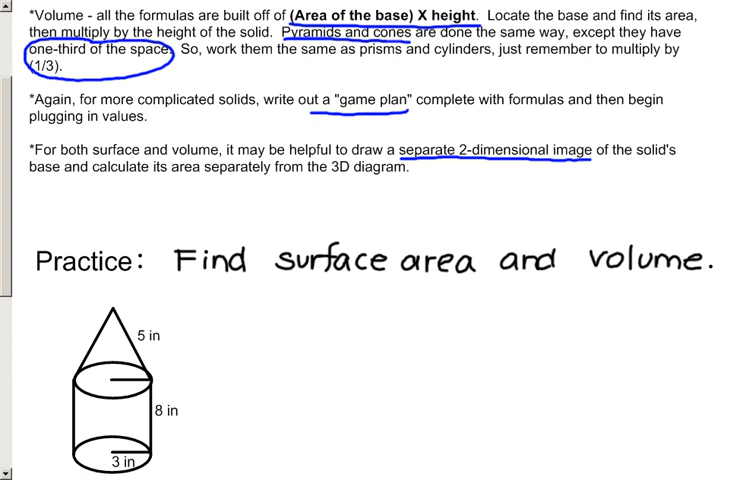 *Volume - all the formulas are built off of (Area of the base) X height. Locate the base and find its area,
then multiply by the height of the solid. Pyramids and cones are done the same way, except they have
one-third of the space. So, work them the same as prisms and cylinders, just remember to multiply by
(1/3).
*Again, for more complicated solids, write out a "game plan" complete with formulas and then begin
plugging in values.
*For both surface and volume, it may be helpful to draw a separate 2-dimensional image of the solid's
base and calculate its area separately from the 3D diagram.
Practice: Find surface area and volume.
5 in
8 in
3 in